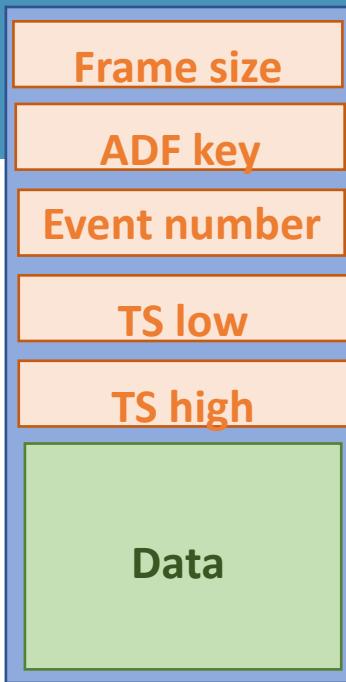 Frame size
ADF key
Event number
TS low
TS high
Data